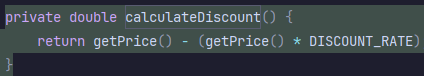 private double calculateDiscount() {
    return getPrice() - (getPrice() * DISCOUNT_RATE)
}